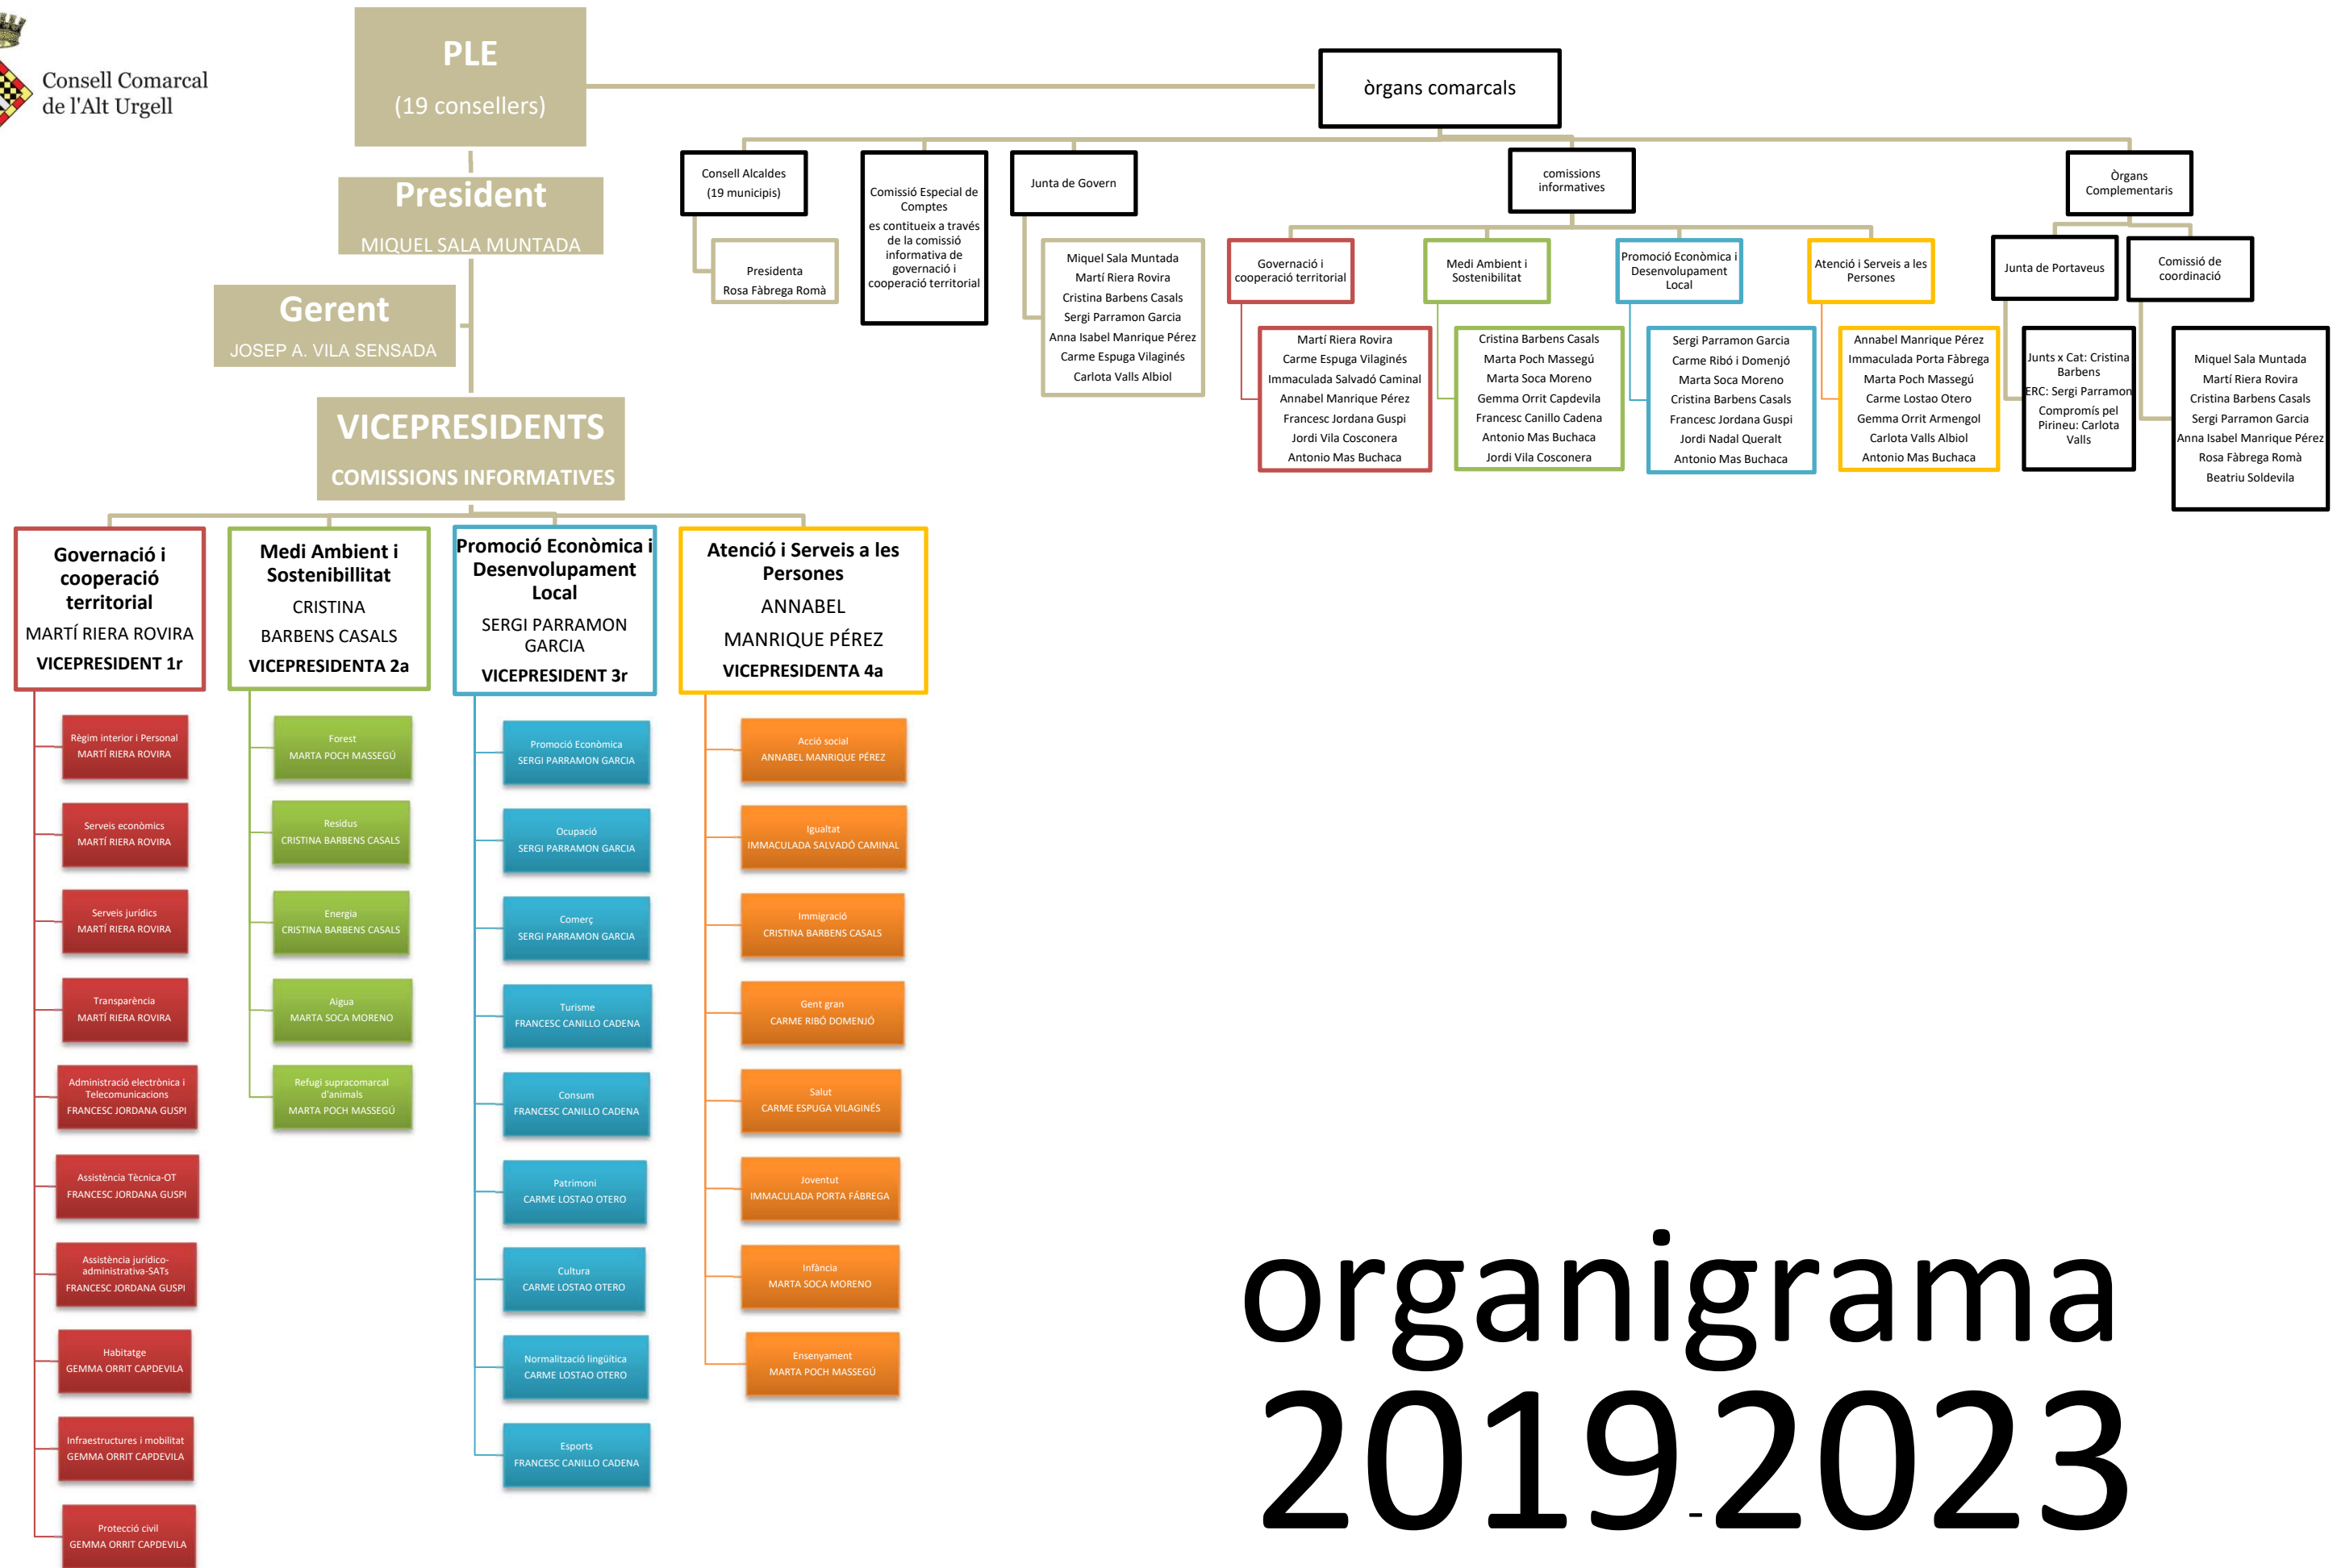 Consell Comarcal
de l'Alt Urgell
PLE
(19 consellers)
President
MIQUEL SALA MUNTADA
Gerent
JOSEP A. VILA SENSADA
VICEPRESIDENTS
COMISSIONS INFORMATIVES
òrgans comarcals
Consell Alcaldes
(19 municipis)
Presidenta
Rosa Fàbrega Romà
Comissió Especial de
Comptes
es contitueix a través
de la comissió
informativa de
governació i
cooperació territorial
Junta de Govern
Miquel Sala Muntada
Martí Riera Rovira
Cristina Barbens Casals
Sergi Parramon Garcia
Anna Isabel Manrique Pérez
Carme Espuga Vilaginés
Carlota Valls Albiol
comissions
informatives
Governació i
cooperació territorial
Martí Riera Rovira
Carme Espuga Vilaginés
Immaculada Salvadó Caminal
Annabel Manrique Pérez
Francesc Jordana Guspi
Jordi Vila Cosconera
Antonio Mas Buchaca
Medi Ambient i
Sostenibilitat
Cristina Barbens Casals
Marta Poch Massegú
Marta Soca Moreno
Gemma Orrit Capdevila
Francesc Canillo Cadena
Antonio Mas Buchaca
Jordi Vila Cosconera
Promoció Econòmica i
Desenvolupament
Local
Sergi Parramon Garcia
Carme Ribó i Domenjó
Marta Soca Moreno
Cristina Barbens Casals
Francesc Jordana Guspi
Jordi Nadal Queralt
Antonio Mas Buchaca
Atenció i Serveis a les
Persones
Annabel Manrique Pérez
Immaculada Porta Fàbrega
Marta Poch Massegú
Carme Lostao Otero
Gemma Orrit Armengol
Carlota Valls Albiol
Antonio Mas Buchaca
Òrgans
Complementaris
Junta de Portaveus
Junts x Cat: Cristina
Barbens
ERC: Sergi Parramon
Compromís pel
Pirineu: Carlota
Valls
Comissió de
coordinació
Miquel Sala Muntada
Martí Riera Rovira
Cristina Barbens Casals
Sergi Parramon Garcia
Anna Isabel Manrique Pérez
Rosa Fàbrega Romà
Beatriu Soldevila
Governació i
cooperació
territorial
MARTÍ RIERA ROVIRA
VICEPRESIDENT 1r
Règim interior i Personal
MARTÍ RIERA ROVIRA
Serveis econòmics
MARTÍ RIERA ROVIRA
Serveis jurídics
MARTÍ RIERA ROVIRA
Transparència
MARTÍ RIERA ROVIRA
Administració electrònica i
Telecomunicacions
FRANCESC JORDANA GUSPI
Assistència Tècnica-OT
FRANCESC JORDANA GUSPI
Assistència jurídico-
administrativa-SATs
FRANCESC JORDANA GUSPI
Habitatge
GEMMA ORRIT CAPDEVILA
Infraestructures i mobilitat
GEMMA ORRIT CAPDEVILA
Protecció civil
GEMMA ORRIT CAPDEVILA
Medi Ambient i
Sostenibillitat
CRISTINA
BARBENS CASALS
VICEPRESIDENTA 2a
Forest
MARTA POCH MASSEGÚ
Residus
CRISTINA BARBENS CASALS
Energia
CRISTINA BARBENS CASALS
Aigua
MARTA SOCA MORENO
Refugi supracomarcal
d'animals
MARTA POCH MASSEGÚ
Promoció Econòmica i
Desenvolupament
Local
SERGI PARRAMON
GARCIA
VICEPRESIDENT 3r
Promoció Econòmica
SERGI PARRAMON GARCIA
Ocupació
SERGI PARRAMON GARCIA
Comerç
SERGI PARRAMON GARCIA
Turisme
FRANCESC CANILLO CADENA
Consum
FRANCESC CANILLO CADENA
Patrimoni
CARME LOSTAO OTERO
Cultura
CARME LOSTAO OTERO
Normalització lingüítica
CARME LOSTAO OTERO
Esports
FRANCESC CANILLO CADENA
Atenció i Serveis a les
Persones
ANNABEL
MANRIQUE PÉREZ
VICEPRESIDENTA 4a
Acció social
ANNABEL MANRIQUE PÉREZ
Igualtat
IMMACULADA SALVADÓ CAMINAL
Immigració
CRISTINA BARBENS CASALS
Gent gran
CARME RIBÓ DOMENJÓ
Salut
CARME ESPUGA VILAGINÉS
Joventut
IMMACULADA PORTA FÁBREGA
Infància
MARTA SOCA MORENO
Ensenyament
MARTA POCH MASSEGÚ
organigrama
2019-2023